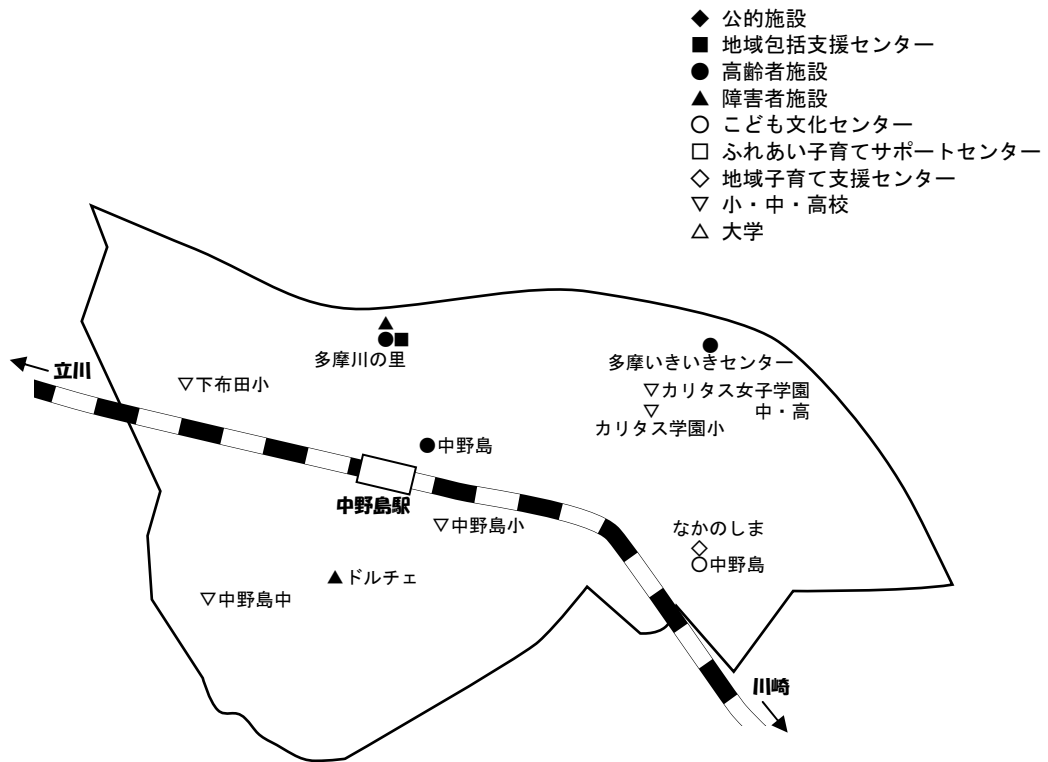 ◆ 公的施設
■ 地域包括支援センター
● 高齢者施設
▲ 障害者施設
○ こども文化センター
□ ふれあい子育てサポートセンター
◇ 地域子育て支援センター
▽ 小・中・高校
△ 大学
多摩川の里
多摩いきいきセンター
立川
▽下布田小
▽カリタス女子学園
中・高
▽
カリタス学園小
●中野島
中野島駅
▽中野島小
なかのしま
◇
○中野島
▲ドルチェ
▽中野島中
川崎